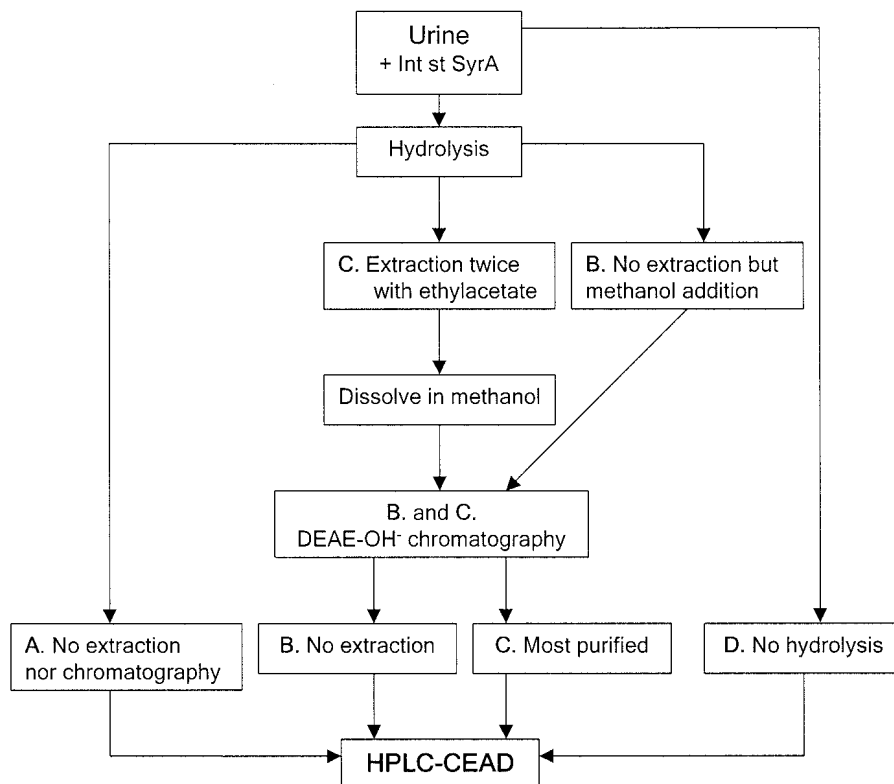 Urine
+ Int st SyrA
Hydrolysis
C. Extraction twice
with ethylacetate
B. No extraction but
methanol addition
Dissolve in methanol
B. and C.
DEAE-OH⁻ chromatography
A. No extraction
nor chromatography
B. No extraction
C. Most purified
D. No hydrolysis
HPLC-CEAD